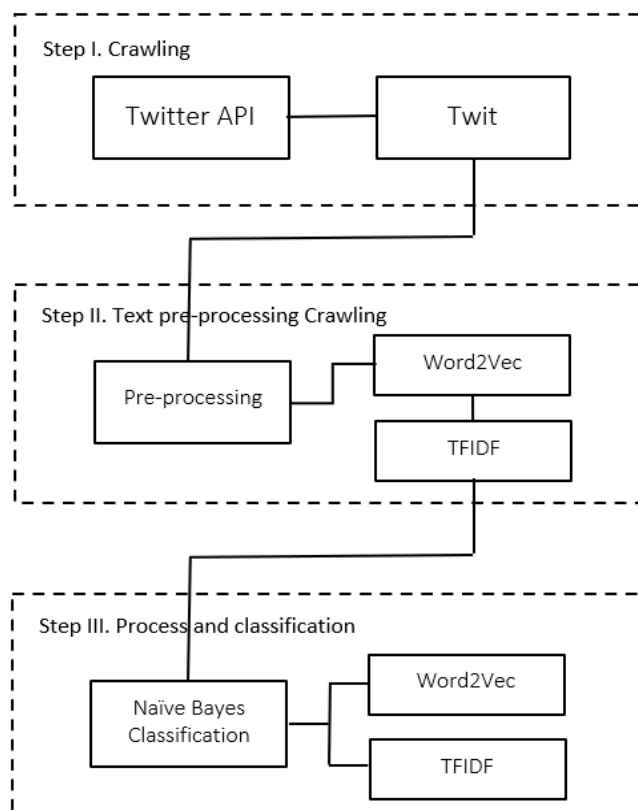 Step I. Crawling
Twitter API
Twit
Step II. Text pre-processing Crawling
Word2Vec
Pre-processing
TFIDF
Step III. Process and classification
Word2Vec
Naïve Bayes
Classification
TFIDF